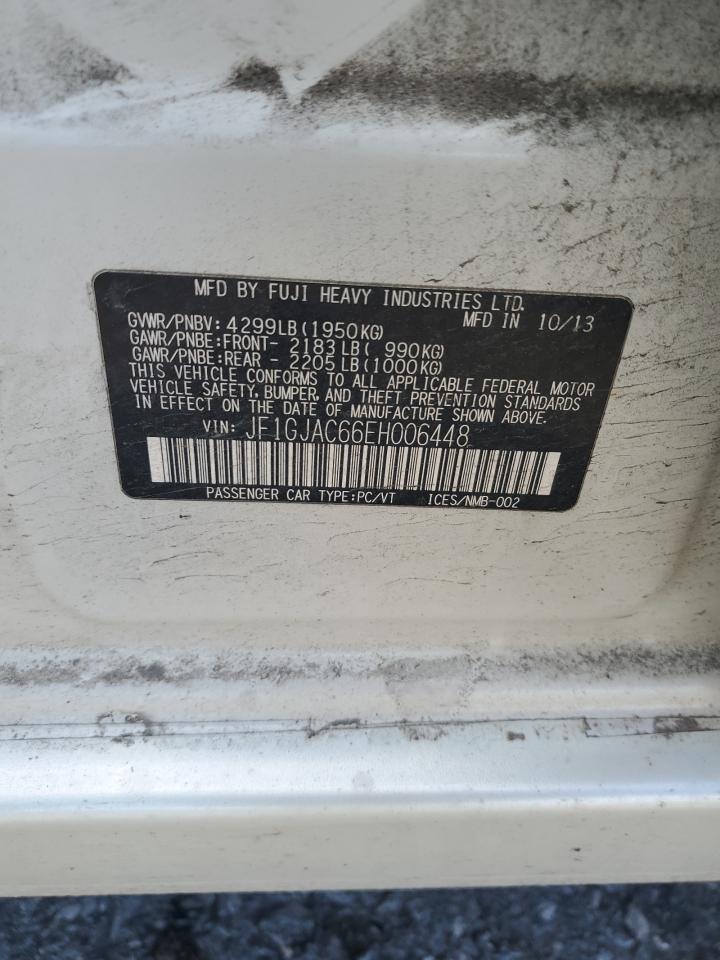 MFD BY FUJI HEAVY INDUSTRIES LTD.
GVWR/PNBV: 4299LB(1950KG) MFD IN 10/13
GAWR/PNBE:FRONT- 2183LB( 990KG)
GAWR/PNBE:REAR - 2205LB(1000KG)
THIS VEHICLE CONFORMS TO ALL APPLICABLE FEDERAL MOTOR
VEHICLE SAFETY, BUMPER, AND THEFT PREVENTION STANDARDS
IN EFFECT ON THE DATE OF MANUFACTURE SHOWN ABOVE.
VIN: JF1GJAC66EH006448
PASSENGER CAR TYPE:PC/VT ICES/NMB-002